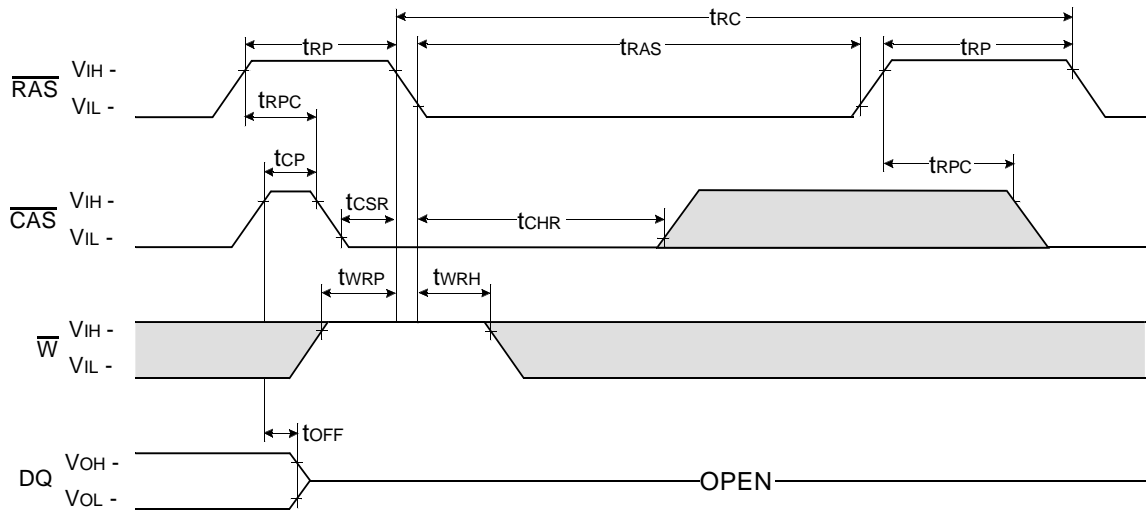 tRC
tRP
tRAS
tRP
RAS
VIH -
VIL -
tRPC
tCP
tRPC
CAS
VIH -
VIL -
tCSR
tCHR
tWRP
tWRH
W
VIH -
VIL -
tOFF
DQ
VOH -
VOL -
OPEN